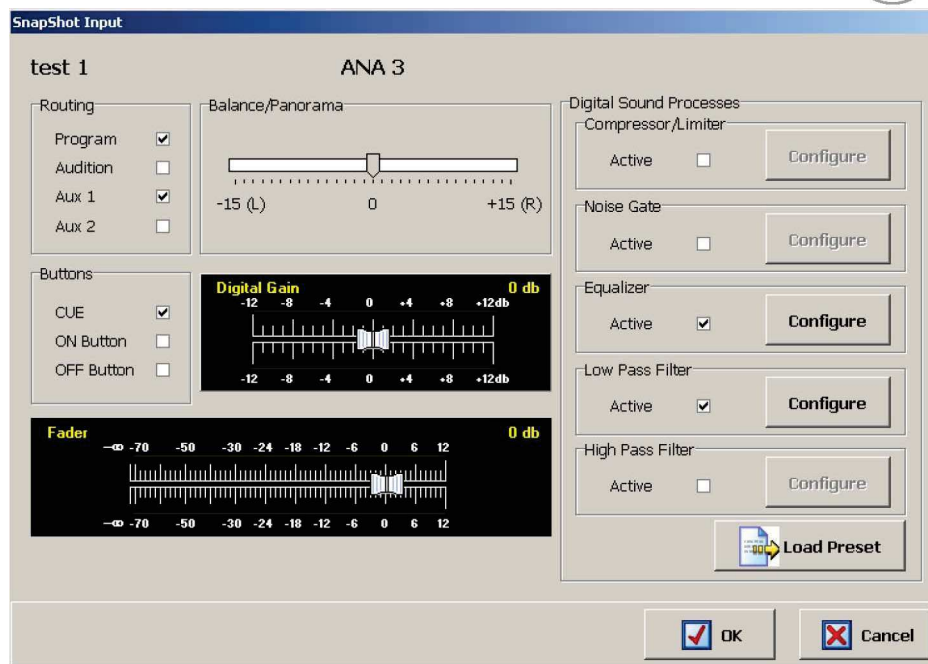 SnapShot Input
test 1
ANA 3
Routing
Program
Audition
Aux 1
Aux 2
Balance/Panorama
-15 (L) 0 +15 (R)
Buttons
CUE
ON Button
OFF Button
Digital Gain 0 db
-12 -8 -4 0 +4 +8 +12db
-12 -8 -4 0 +4 +8 +12db
Fader 0 db
-∞ -70 -50 -30 -24 -18 -12 -6 0 6 12
-∞ -70 -50 -30 -24 -18 -12 -6 0 6 12
Digital Sound Processes
Compressor/Limiter
Active Configure
Noise Gate
Active Configure
Equalizer
Active Configure
Low Pass Filter
Active Configure
High Pass Filter
Active Configure
Load Preset
OK Cancel